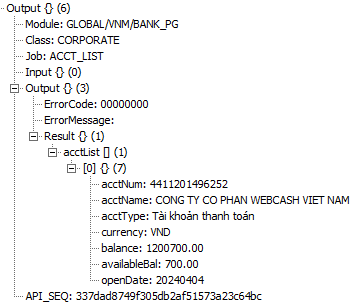 Output {} (6)
Module: GLOBAL/VNM/BANK_PG
Class: CORPORATE
Job: ACCT_LIST
Input {} (0)
Output {} (3)
ErrorCode: 00000000
ErrorMessage:
Result {} (1)
acctList [] (1)
[0] {} (7)
acctNum: 4411201496252
acctName: CONG TY CO PHAN WEBCASH VIET NAM
acctType: Tài khoản thanh toán
currency: VND
balance: 1200700.00
availableBal: 700.00
openDate: 20240404
API_SEQ: 337dad8749f305db2af51573a23c64bc